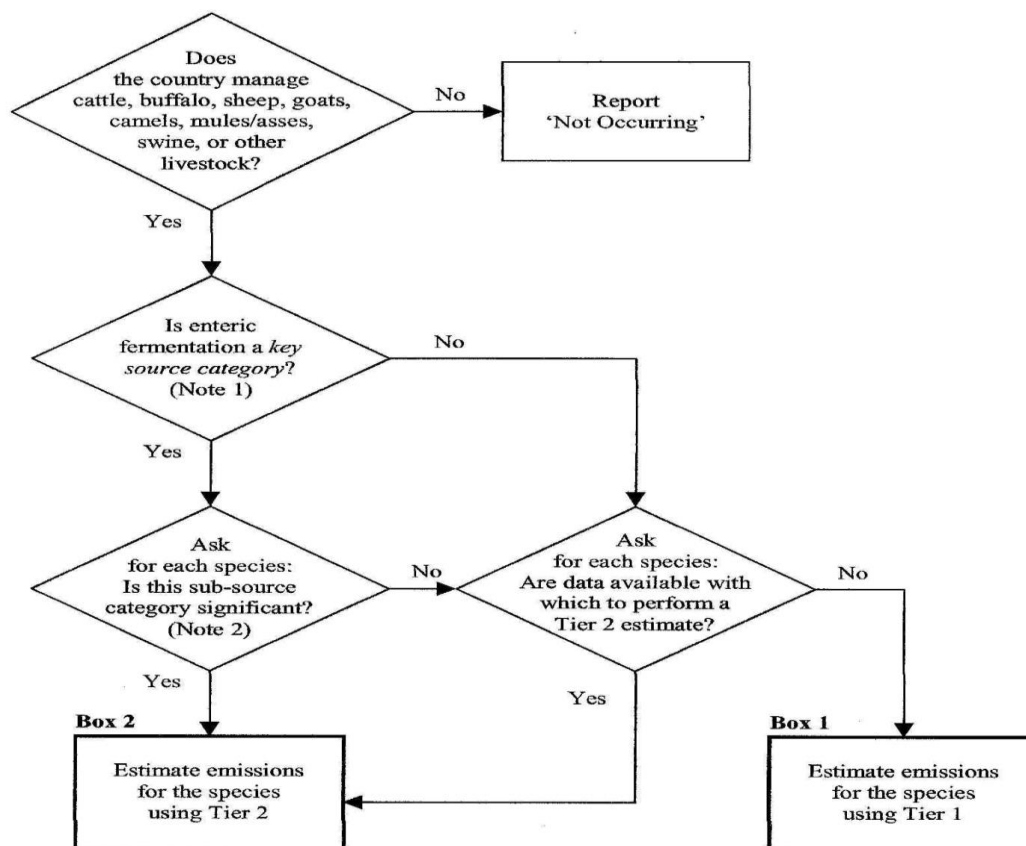 Does
the country manage
cattle, buffalo, sheep, goats,
camels, mules/asses,
swine, or other
livestock?
No
Report
‘Not Occurring’
Yes
Is enteric
fermentation a key
source category?
(Note 1)
No
Yes
Ask
for each species:
Is this sub-source
category significant?
(Note 2)
No
Ask
for each species:
Are data available with
which to perform a
Tier 2 estimate?
No
Yes
Yes
Box 2
Estimate emissions
for the species
using Tier 2
Box 1
Estimate emissions
for the species
using Tier 1